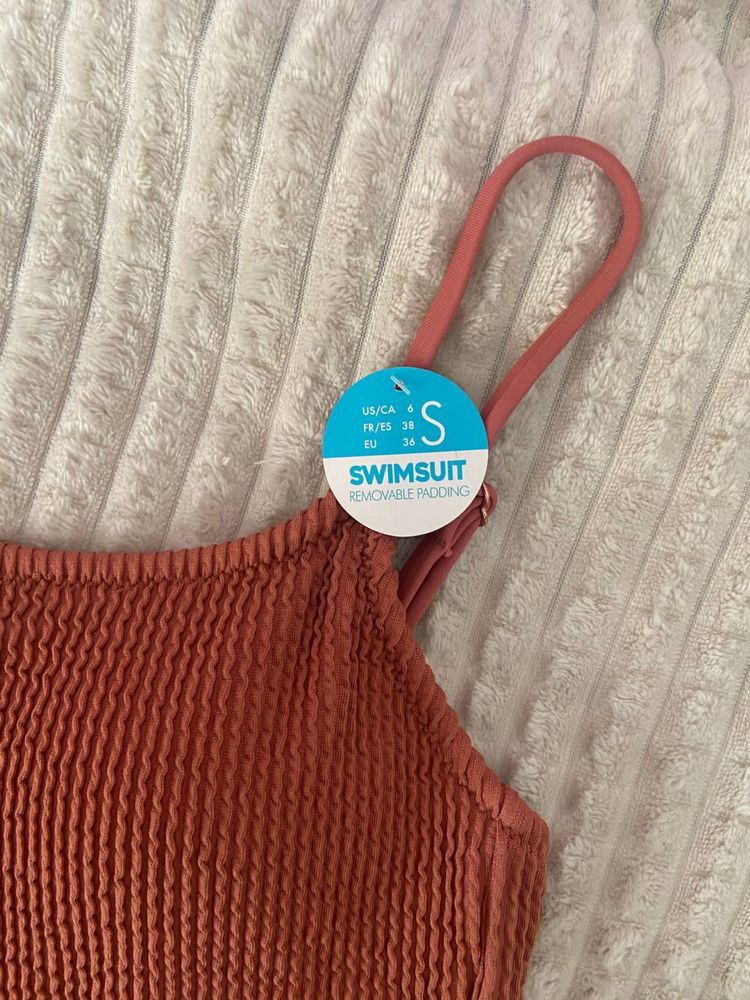 US/CA 6
FR/ES 38
EU 36
S
SWIMSUIT
REMOVABLE PADDING